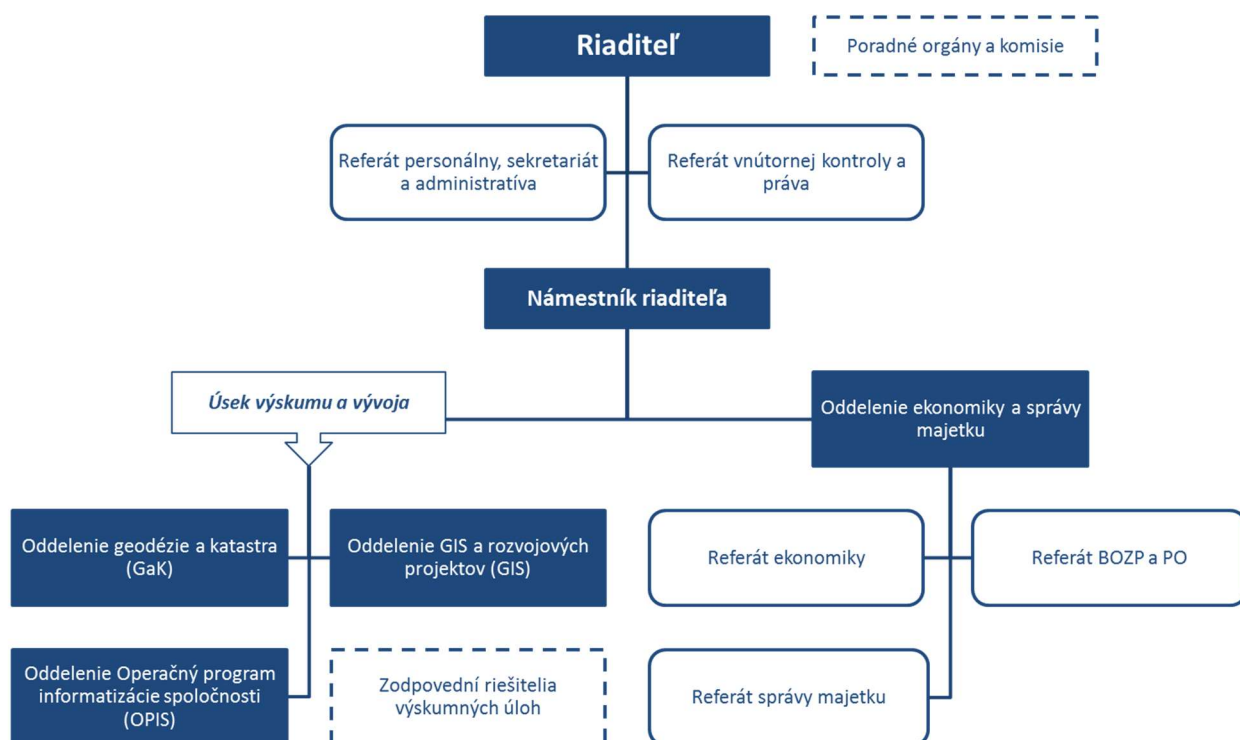 Riaditeľ
Poradné orgány a komisie
Referát personálny, sekretariát
a administratíva
Referát vnútornej kontroly a
práva
Námestník riaditeľa
Úsek výskumu a vývoja
Oddelenie ekonomiky a správy
majetku
Oddelenie geodézie a katastra
(GaK)
Oddelenie GIS a rozvojových
projektov (GIS)
Referát ekonomiky
Referát BOZP a PO
Oddelenie Operačný program
informatizácie spoločnosti
(OPIS)
Zodpovední riešitelia
výskumných úloh
Referát správy majetku